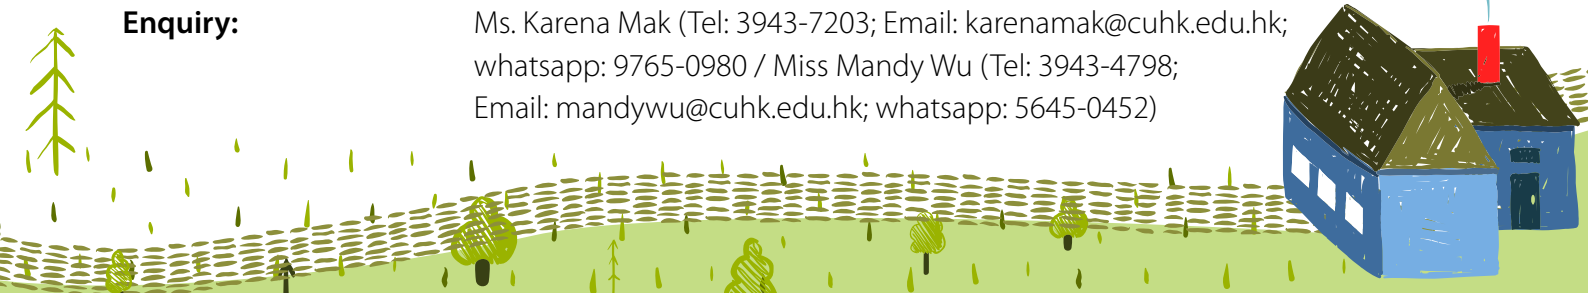 Enquiry: Ms. Karena Mak (Tel: 3943-7203; Email: karenamak@cuhk.edu.hk;
whatsapp: 9765-0980 / Miss Mandy Wu (Tel: 3943-4798;
Email: mandywu@cuhk.edu.hk; whatsapp: 5645-0452)